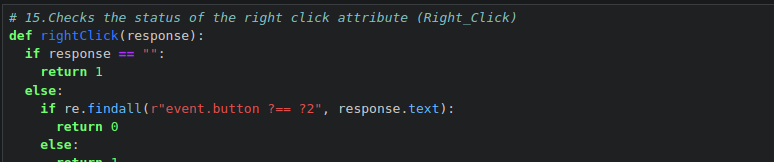 # 15.Checks the status of the right click attribute (Right_Click)
def rightClick(response):
  if response == "":
    return 1
  else:
    if re.findall(r"event.button ?== ?2", response.text):
      return 0
    else:
      return 1